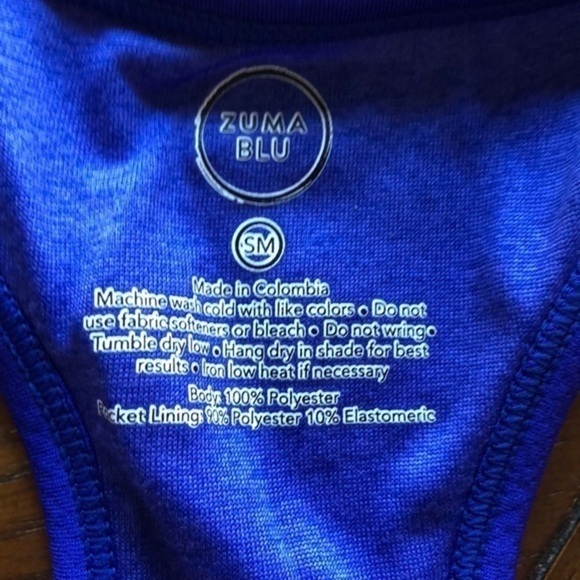 ZUMA
BLU
SM
Made in Colombia
Machine wash cold with like colors • Do not
use fabric softeners or bleach • Do not wring •
Tumble dry low • Hang dry in shade for best
results • Iron low heat if necessary
Body: 100% Polyester
Pocket Lining: 90% Polyester 10% Elastomeric